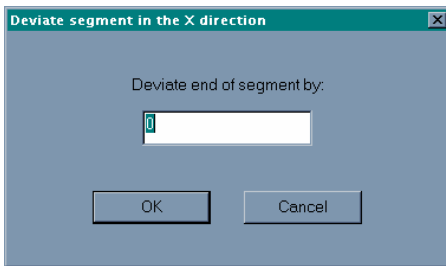 Deviate segment in the X direction
Deviate end of segment by:
0
OK
Cancel